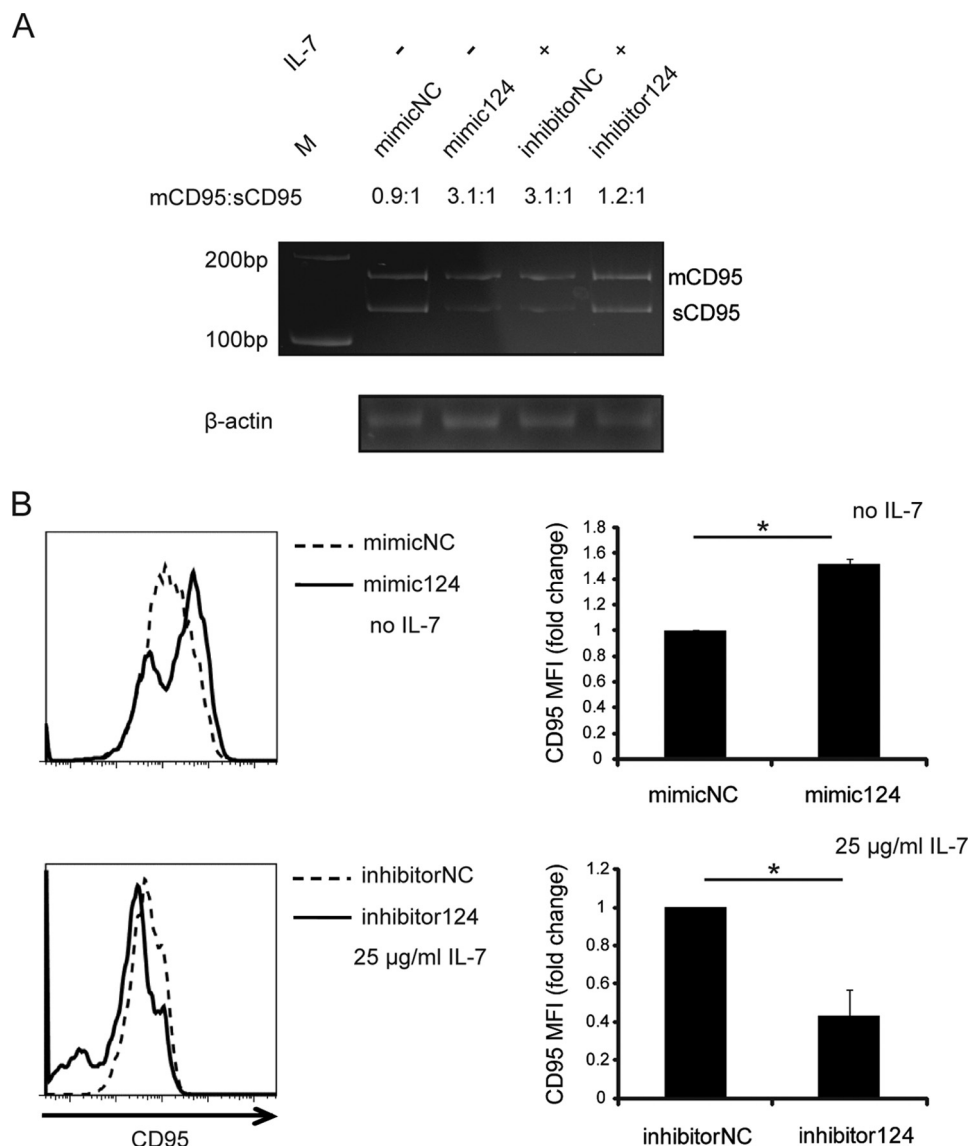 A
IL-7 - - + +
M mimicNC mimic124 inhibitorNC inhibitor124
mCD95:sCD95 0.9:1 3.1:1 3.1:1 1.2:1
200bp
mCD95
sCD95
100bp
β-actin
B
mimicNC
mimic124
no IL-7
no IL-7
*
CD95 MFI (fold change)
1.8
1.6
1.4
1.2
1
0.8
0.6
0.4
0.2
0
mimicNC mimic124
inhibitorNC
inhibitor124
25 µg/ml IL-7
CD95
25 µg/ml IL-7
*
CD95 MFI (fold change)
1.2
1
0.8
0.6
0.4
0.2
0
inhibitorNC inhibitor124